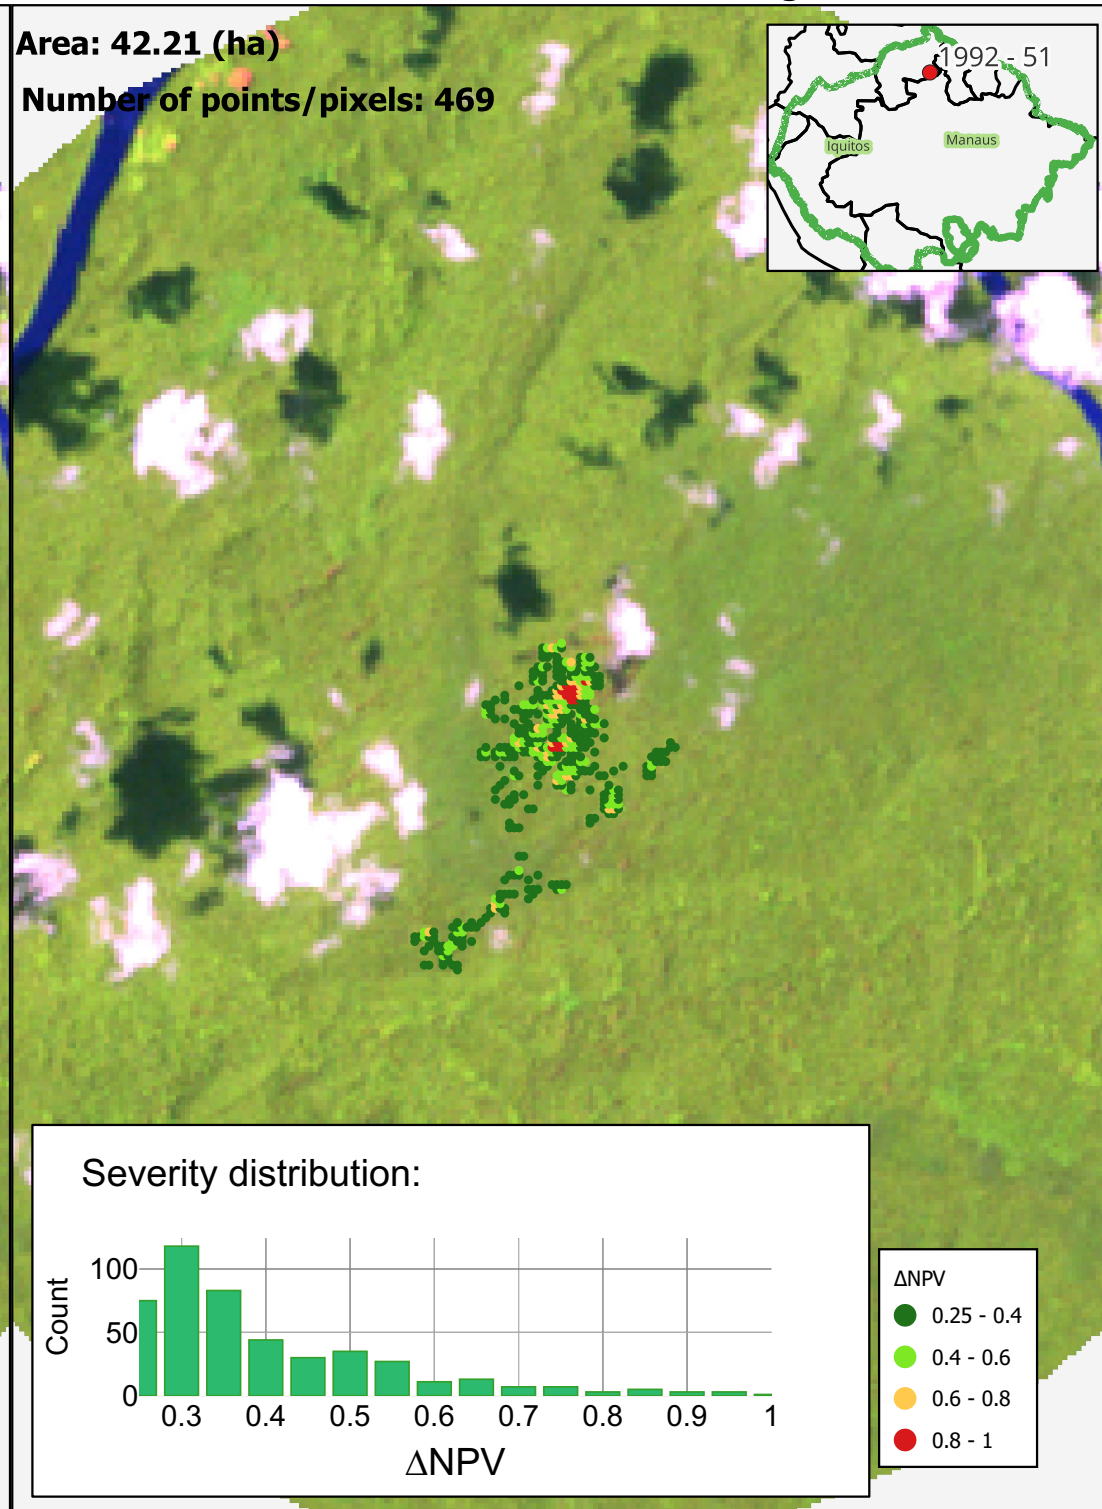 Area: 42.21 (ha)
Number of points/pixels: 469
1992 - 51
Iquitos
Manaus
Severity distribution:
Count
100
50
0
0.3 0.4 0.5 0.6 0.7 0.8 0.9 1
ΔNPV
ΔNPV
0.25 - 0.4
0.4 - 0.6
0.6 - 0.8
0.8 - 1